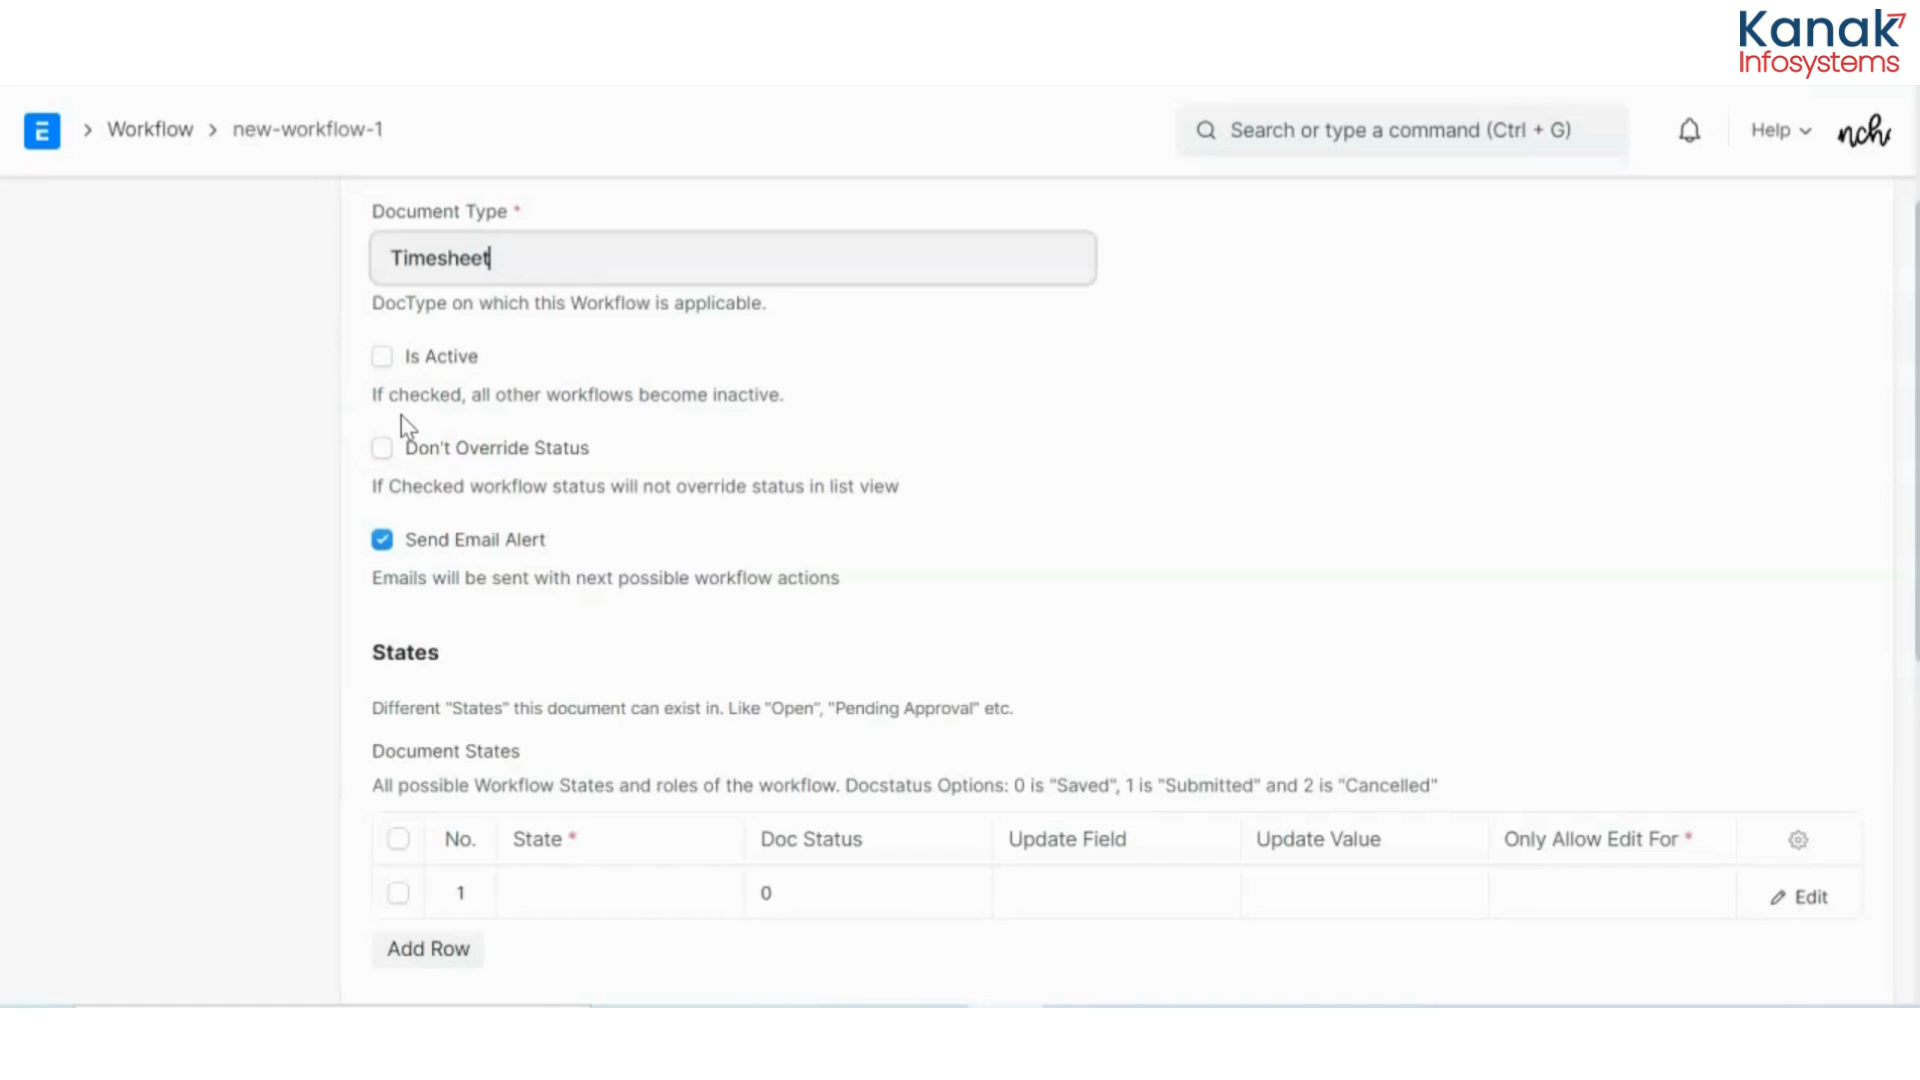 Kanak
Infosystems
E > Workflow > new-workflow-1
Search or type a command (Ctrl + G)
Help
nch
Document Type *
Timesheet
DocType on which this Workflow is applicable.
Is Active
If checked, all other workflows become inactive.
Don't Override Status
If Checked workflow status will not override status in list view
Send Email Alert
Emails will be sent with next possible workflow actions
States
Different "States" this document can exist in. Like "Open", "Pending Approval" etc.
Document States
All possible Workflow States and roles of the workflow. Docstatus Options: 0 is "Saved", 1 is "Submitted" and 2 is "Cancelled"
No. State * Doc Status Update Field Update Value Only Allow Edit For *
1 0 Edit
Add Row